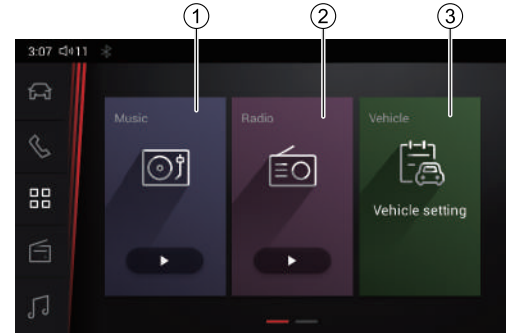 ① ② ③
3:07 11
Music Radio Vehicle
Vehicle setting